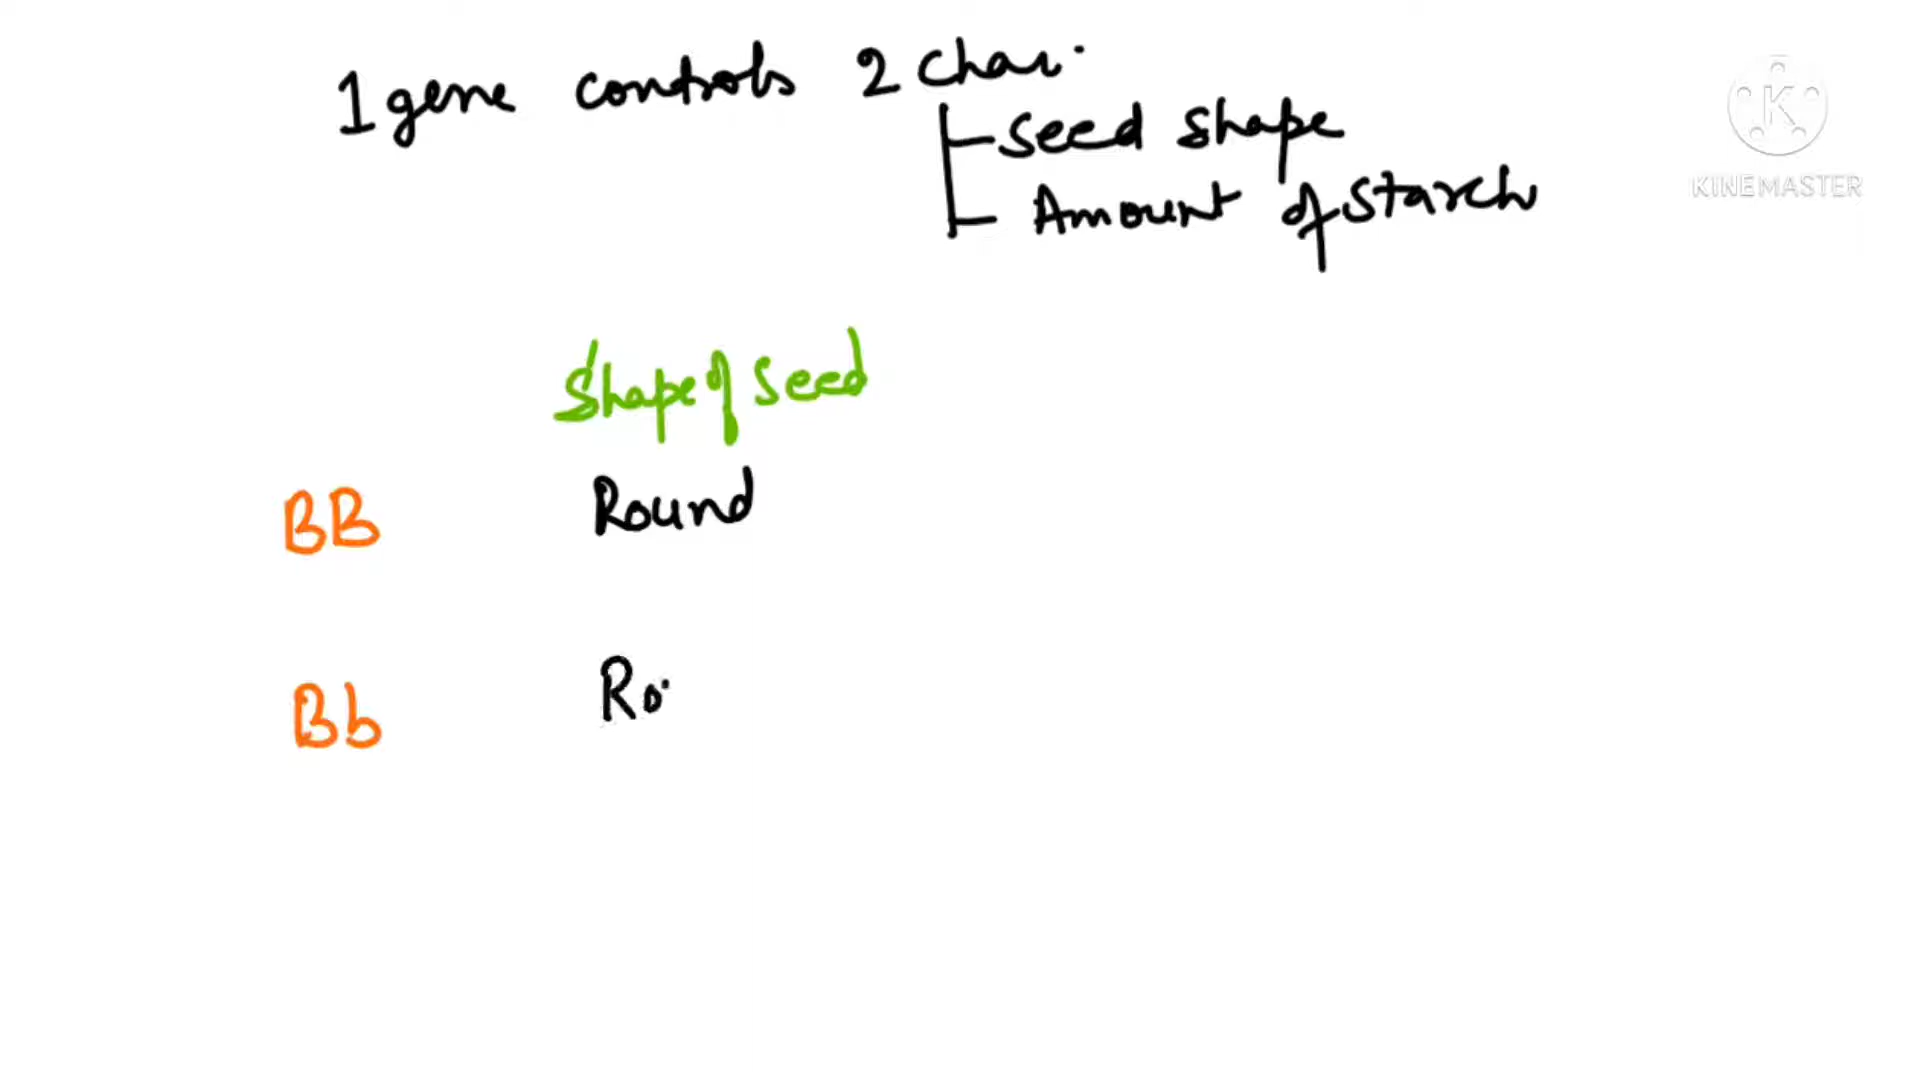 1 gene controls 2 char.
seed shape
Amount of starch
KINEMASTER
Shape of seed
BB Round
Bb Ro